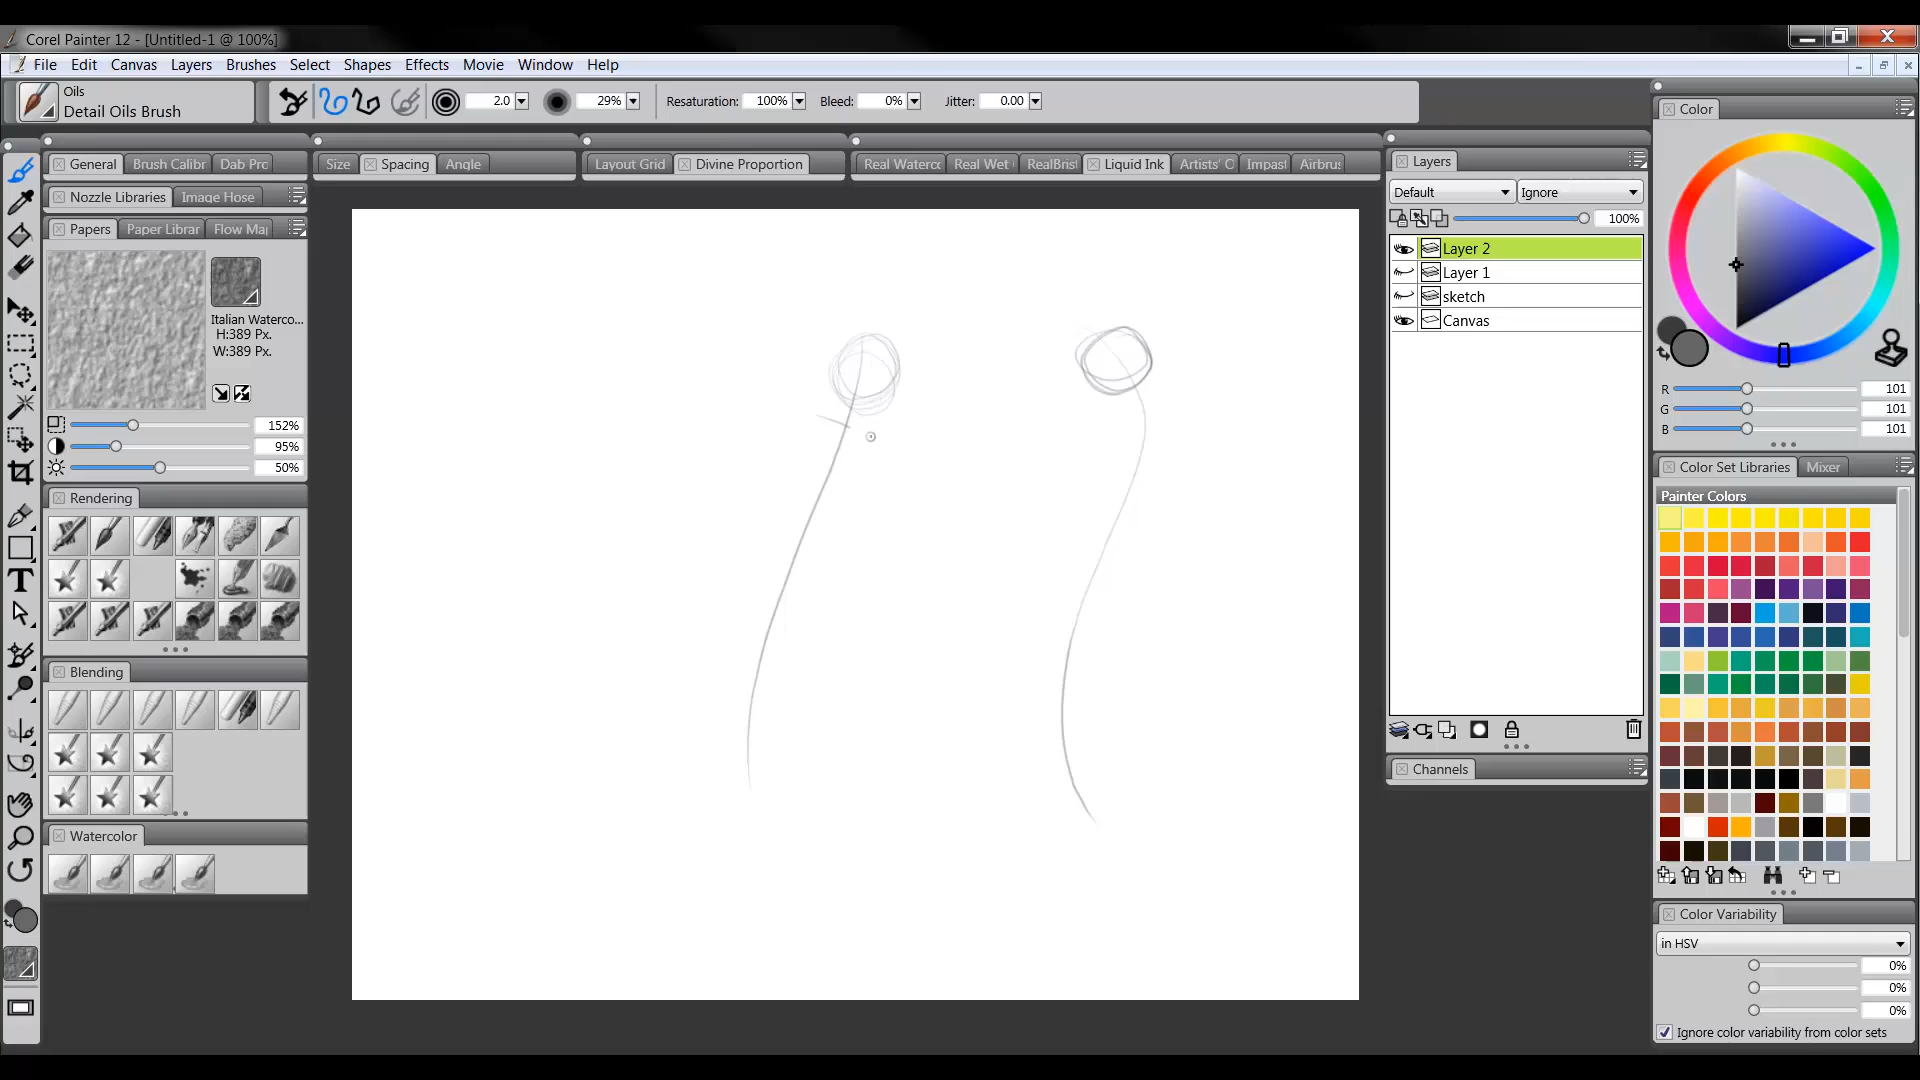 Corel Painter 12 - [Untitled-1 @ 100%]
File Edit Canvas Layers Brushes Select Shapes Effects Movie Window Help
Oils
Detail Oils Brush
2.0 29% Resaturation: 100% Bleed: 0% Jitter: 0.00
General Brush Calibr Dab Pro
Size Spacing Angle
Layout Grid Divine Proportion
Real Waterc Real Wet RealBris Liquid Ink Artists' O Impast Airbrus
Nozzle Libraries Image Hose
Papers Paper Librar Flow Map
Italian Waterco...
H:389 Px.
W:389 Px.
152%
95%
50%
Rendering
Blending
Watercolor
T
Layers
Default Ignore
100%
Layer 2
Layer 1
sketch
Canvas
Channels
Color
R 101
G 101
B 101
Color Set Libraries Mixer
Painter Colors
Color Variability
in HSV
0%
0%
0%
Ignore color variability from color sets